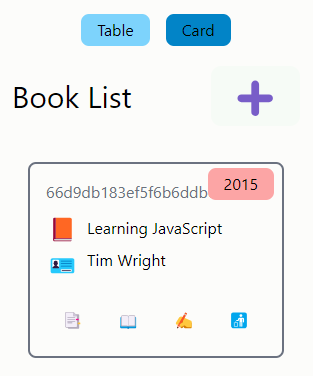 Table
Card
Book List
66d9db183ef5f6b6ddb
2015
Learning JavaScript
Tim Wright